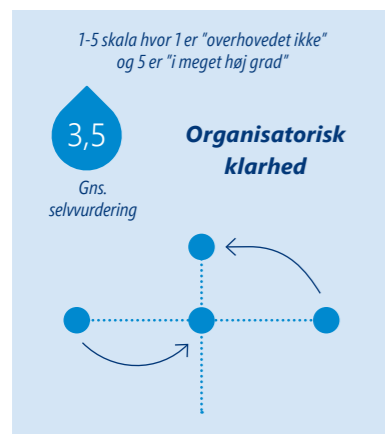 1-5 skala hvor 1 er "overhovedet ikke"
og 5 er "i meget høj grad"
3,5
Gns.
selvvurdering
Organisatorisk
klarhed